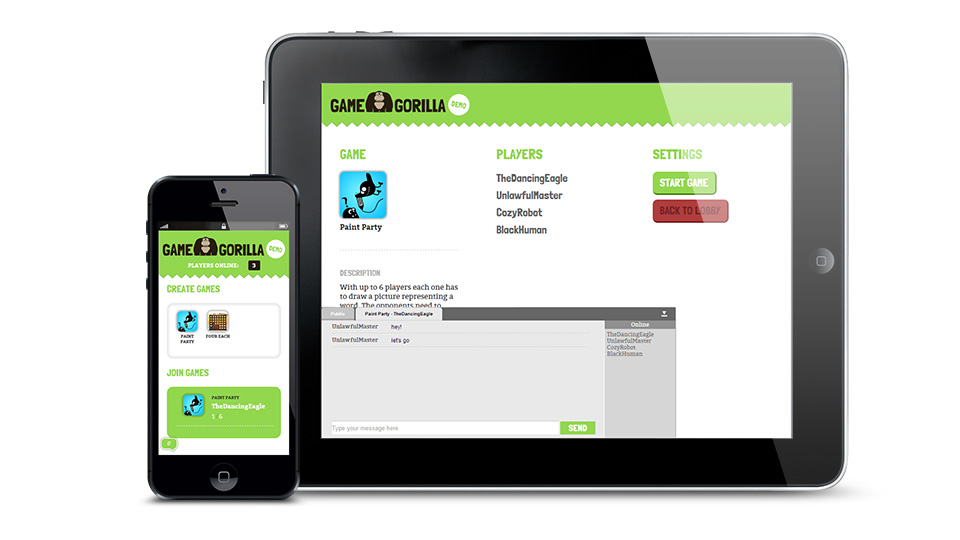 GAME GORILLA DEMO
PLAYERS ONLINE: 3
CREATE GAMES
PAINT PARTY
FOUR EACH
JOIN GAMES
PAINT PARTY
TheDancingEagle
1 6
0
GAME GORILLA DEMO
GAME
Paint Party
DESCRIPTION
With up to 6 players each one has
to draw a picture representing a
word. The opponents need to
PLAYERS
TheDancingEagle
UnlawfulMaster
CozyRobot
BlackHuman
SETTINGS
START GAME
BACK TO LOBBY
Public
Paint Party - TheDancingEagle
UnlawfulMaster hey!
UnlawfulMaster let's go
Online
TheDancingEagle
UnlawfulMaster
CozyRobot
BlackHuman
Type your message here
SEND